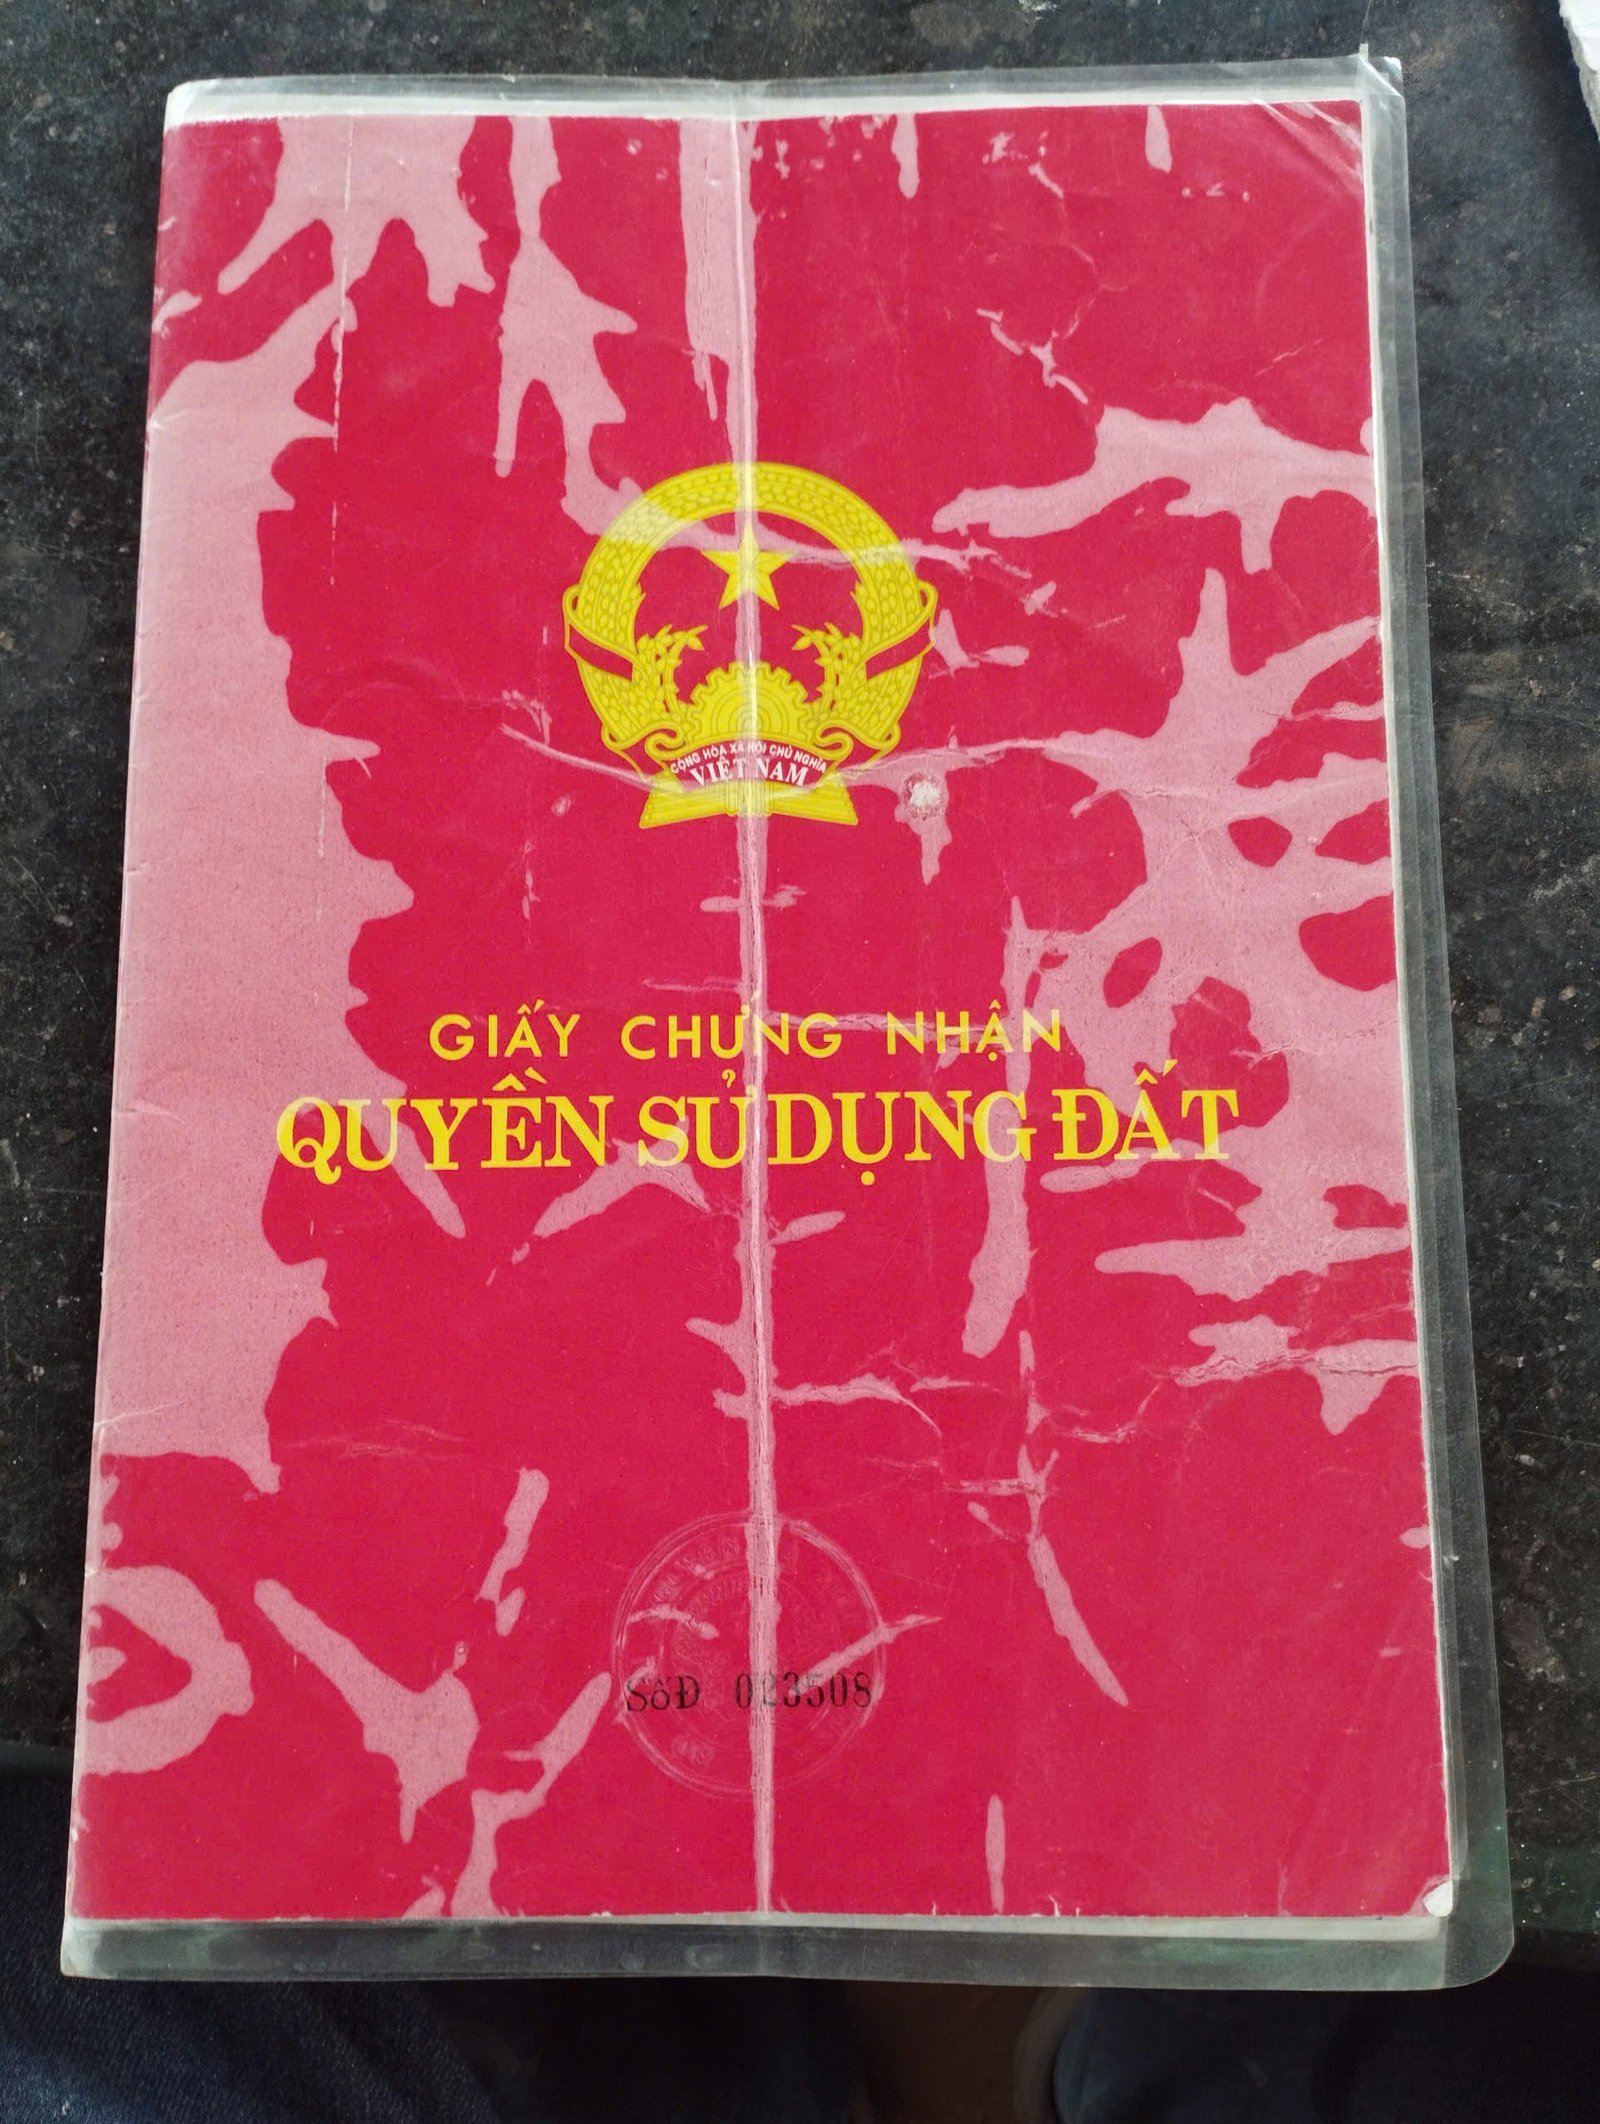 CỘNG HÒA XÃ HỘI CHỦ NGHĨA
VIỆT NAM
GIẤY CHỨNG NHẬN
QUYỀN SỬ DỤNG ĐẤT
SốĐ 023508